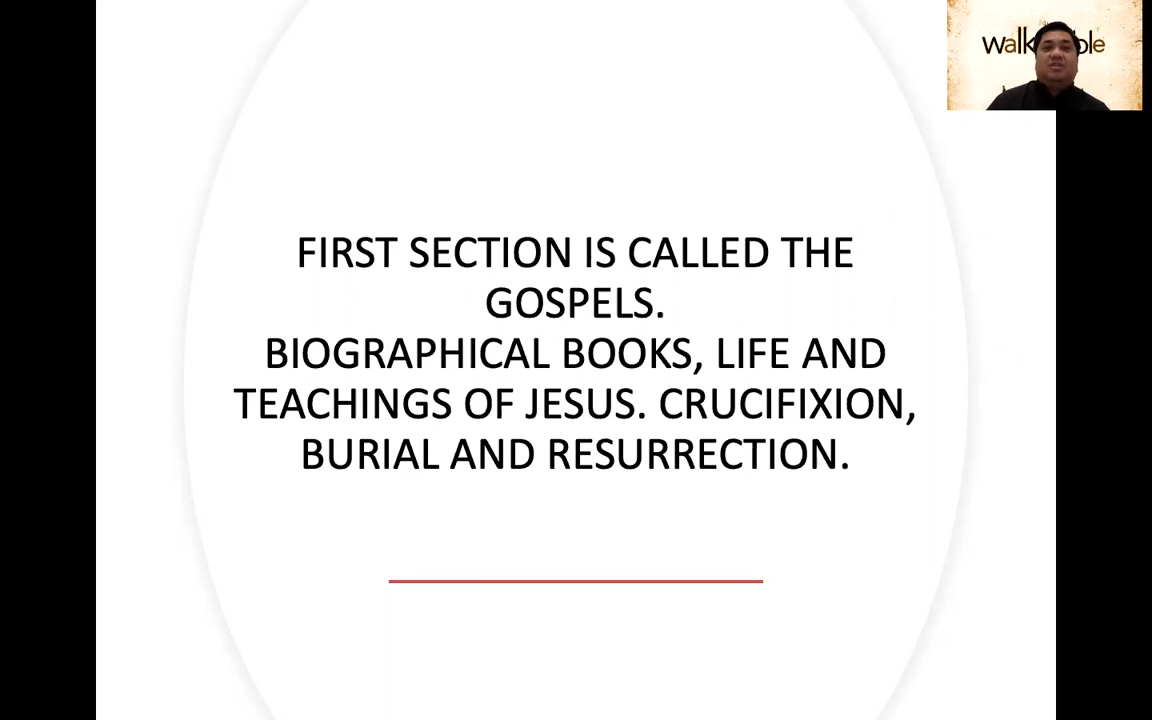 FIRST SECTION IS CALLED THE
GOSPELS.
BIOGRAPHICAL BOOKS, LIFE AND
TEACHINGS OF JESUS. CRUCIFIXION,
BURIAL AND RESURRECTION.